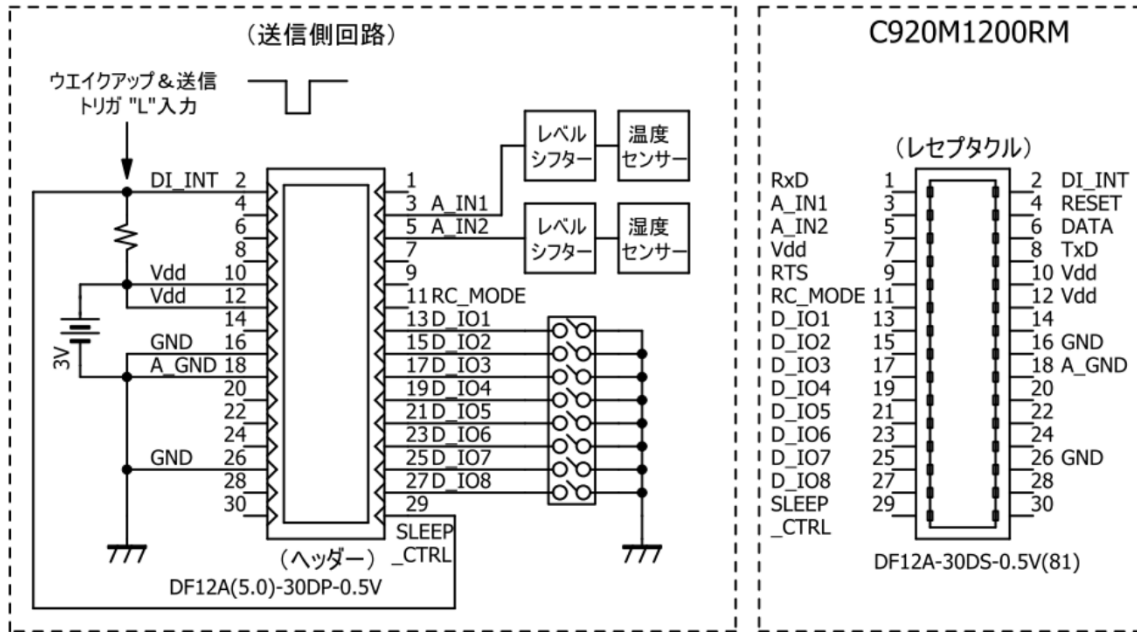 (送信側回路)
ウエイクアップ＆送信
トリガ "L"入力
レベル
シフター
温度
センサー
レベル
シフター
湿度
センサー
DI_INT 2
4
6
8
Vdd 10
Vdd 12
14
GND 16
A_GND 18
20
22
24
GND 26
28
30
1
3 A_IN1
5 A_IN2
7
9
11 RC_MODE
13 D_IO1
15 D_IO2
17 D_IO3
19 D_IO4
21 D_IO5
23 D_IO6
25 D_IO7
27 D_IO8
29
SLEEP
_CTRL
3V
(ヘッダー)
DF12A(5.0)-30DP-0.5V
C920M1200RM
(レセプタクル)
RxD 1
A_IN1 3
A_IN2 5
Vdd 7
RTS 9
RC_MODE 11
D_IO1 13
D_IO2 15
D_IO3 17
D_IO4 19
D_IO5 21
D_IO6 23
D_IO7 25
D_IO8 27
SLEEP 29
_CTRL
2 DI_INT
4 RESET
6 DATA
8 TxD
10 Vdd
12 Vdd
14
16 GND
18 A_GND
20
22
24
26 GND
28
30
DF12A-30DS-0.5V(81)